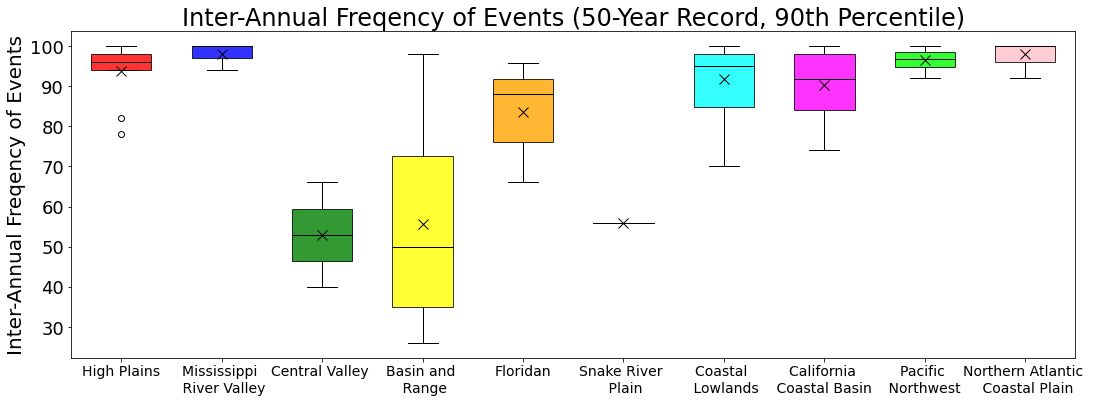 Inter-Annual Freqency of Events (50-Year Record, 90th Percentile)
Inter-Annual Freqency of Events
100
90
80
70
60
50
40
30
High Plains
Mississippi
River Valley
Central Valley
Basin and
Range
Floridan
Snake River
Plain
Coastal
Lowlands
California
Coastal Basin
Pacific
Northwest
Northern Atlantic
Coastal Plain